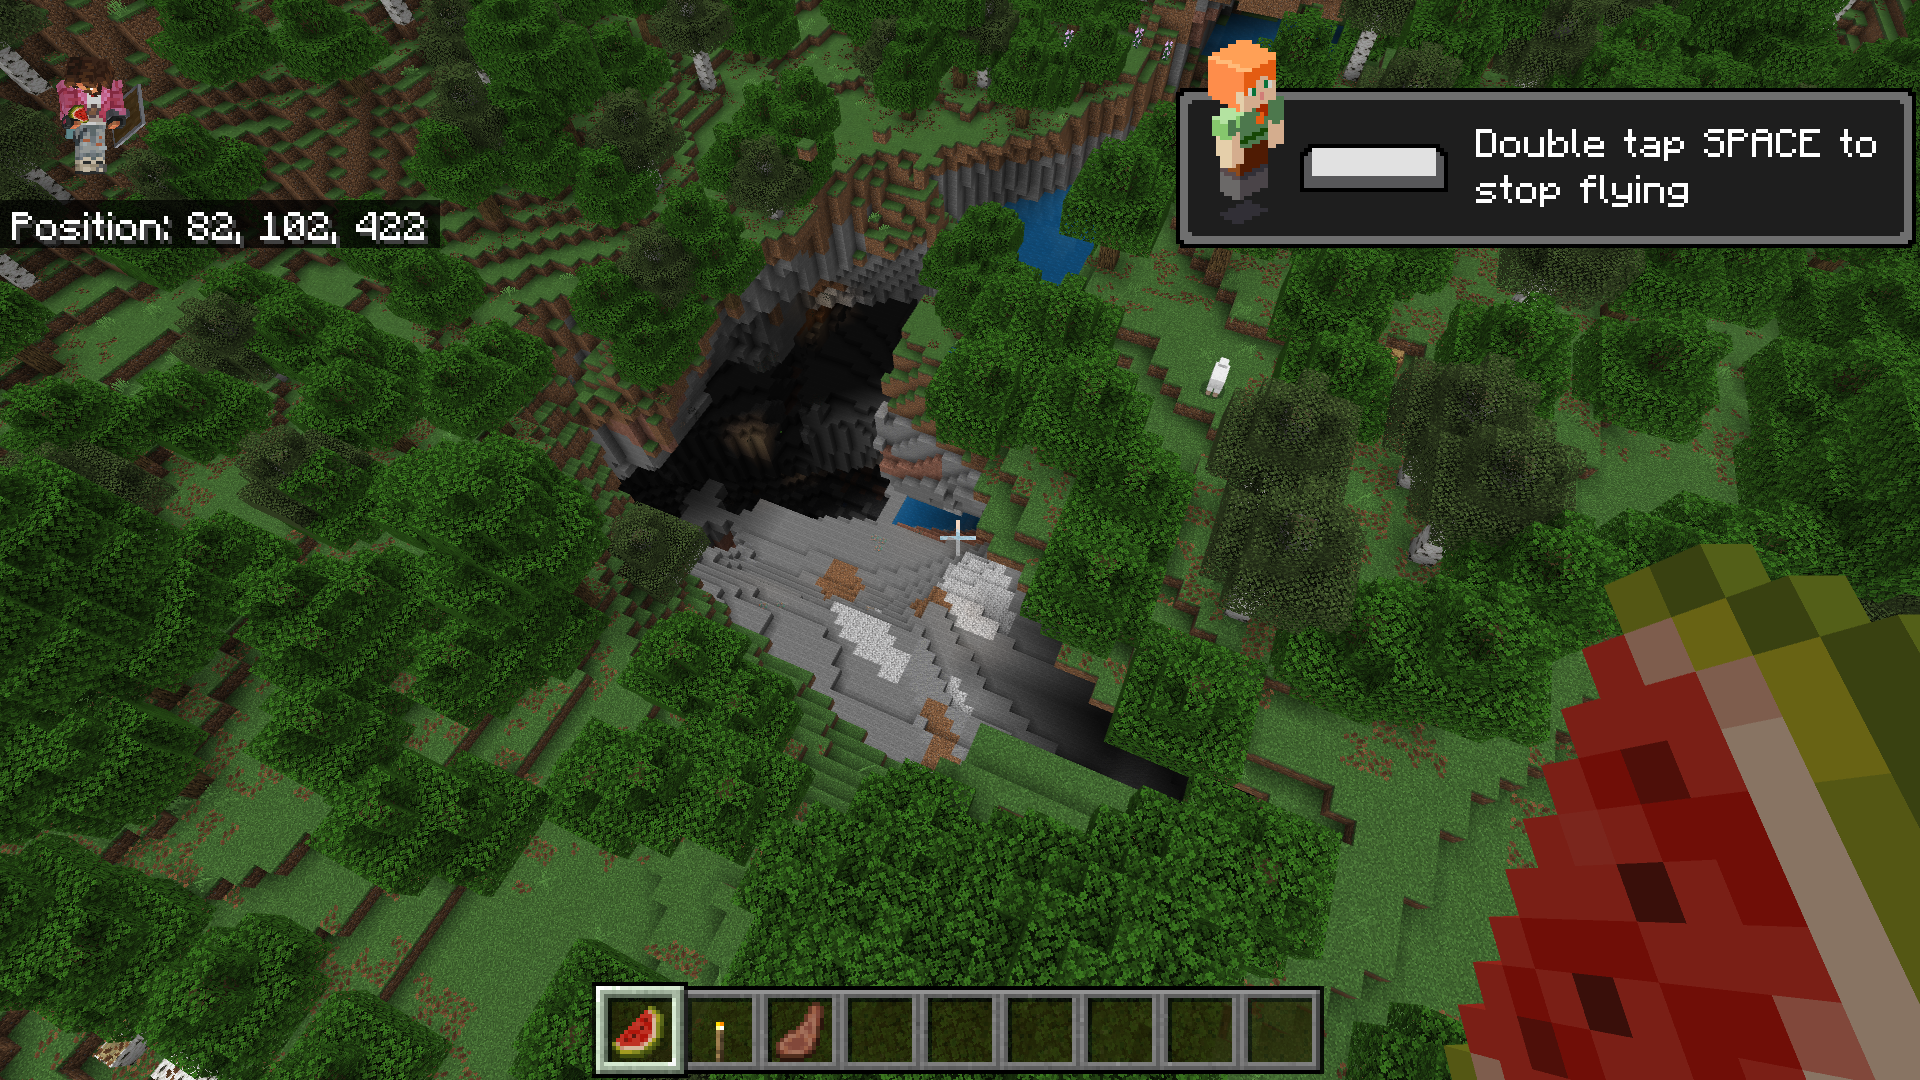 Double tap SPACE to
stop flying
Position: 82, 102, 422